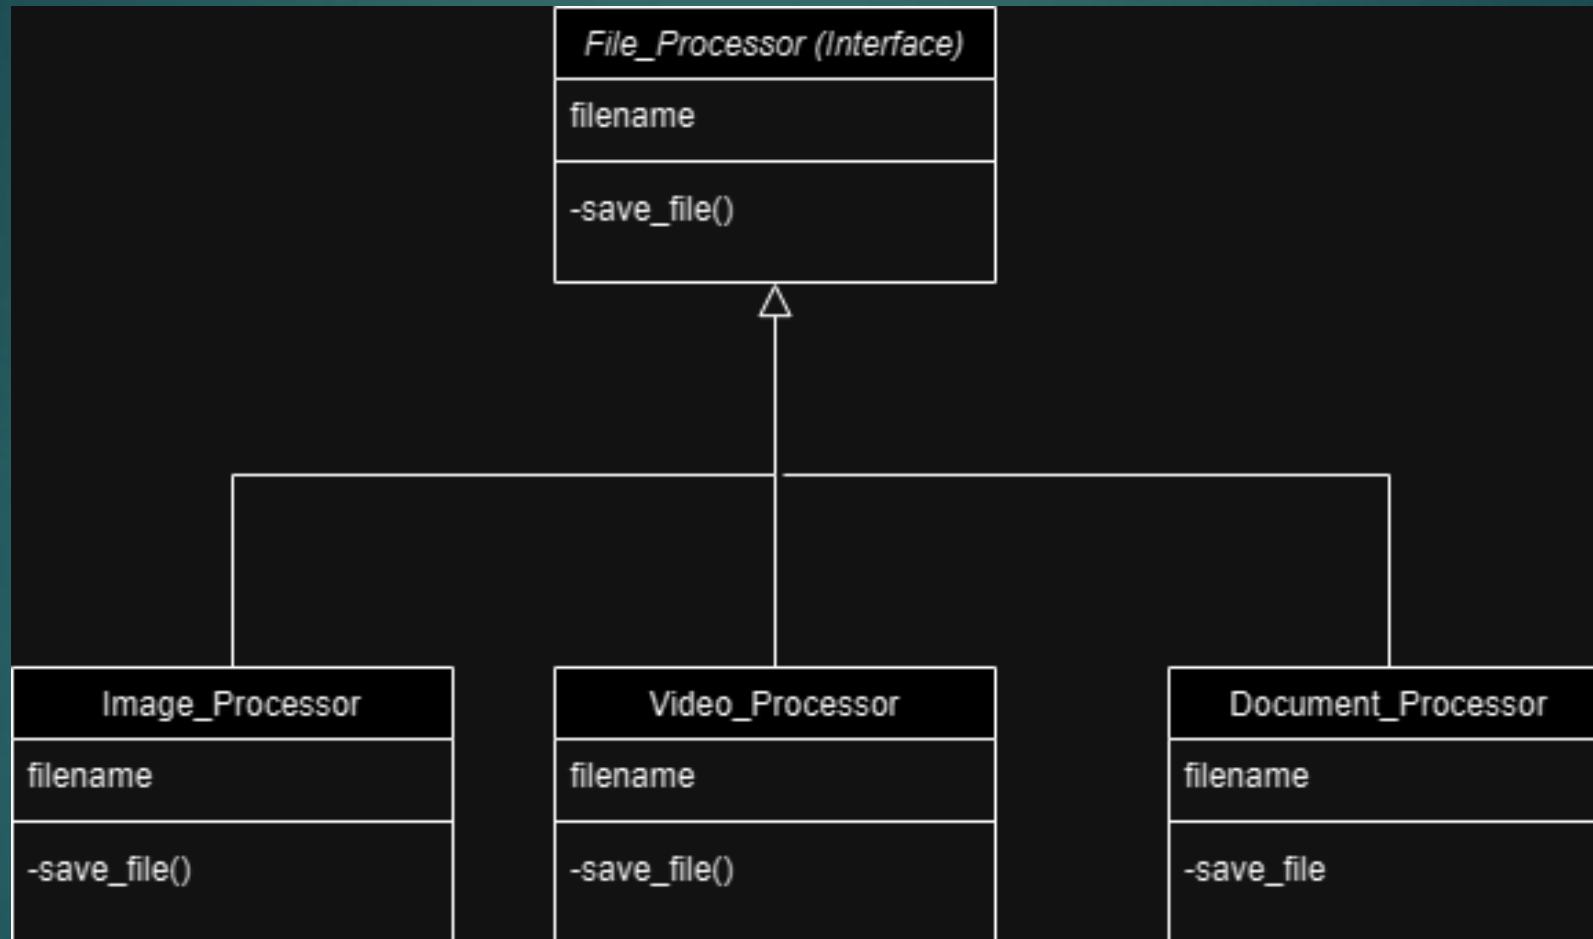 File_Processor (Interface)
filename
-save_file()
Image_Processor
filename
-save_file()
Video_Processor
filename
-save_file()
Document_Processor
filename
-save_file